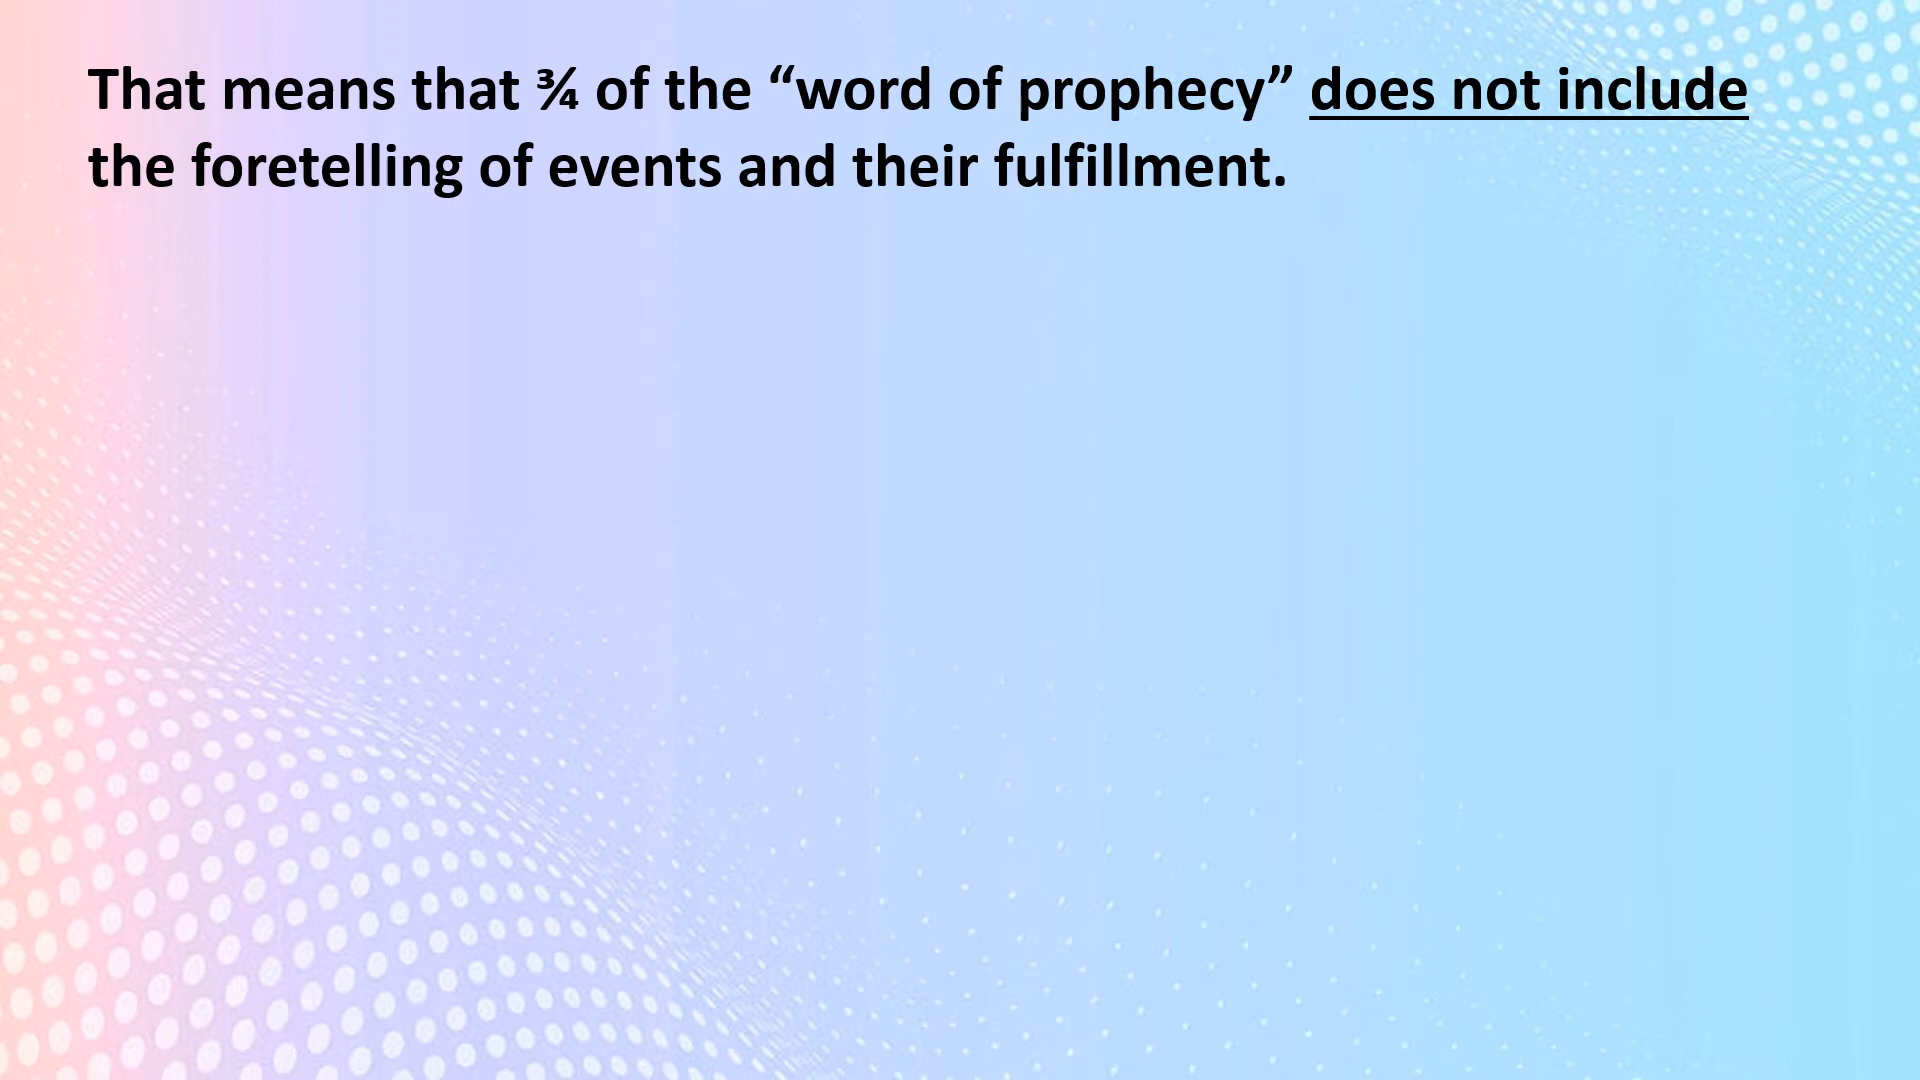 That means that ¾ of the “word of prophecy” does not include
the foretelling of events and their fulfillment.